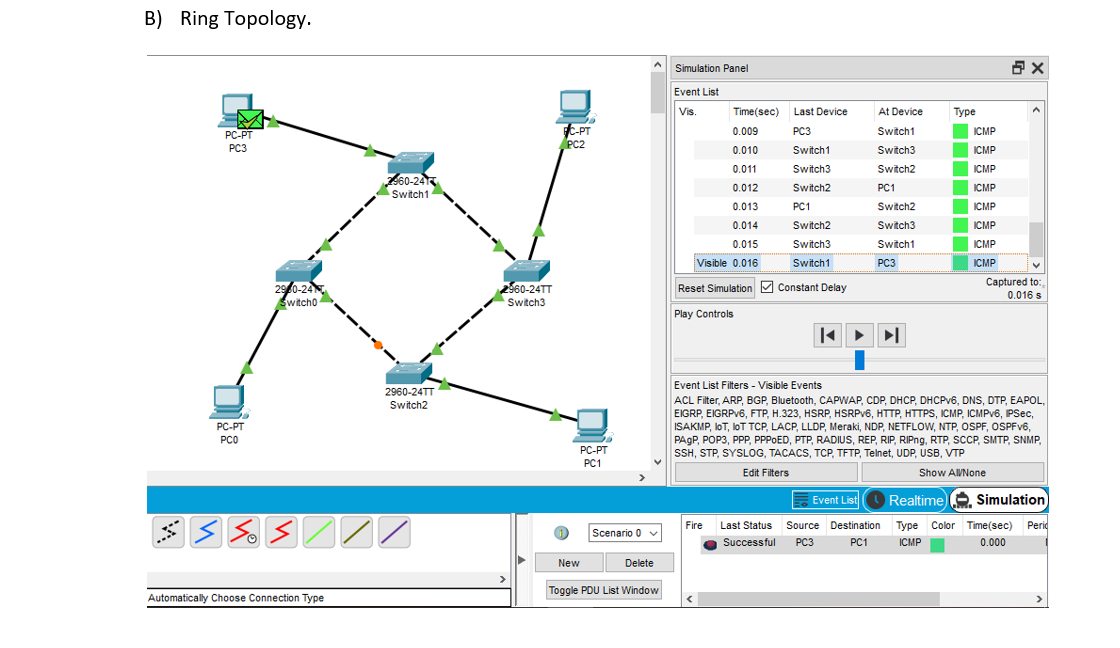 B) Ring Topology.
PC-PT
PC3
PC-PT
PC2
2960-24TT
Switch1
2960-24TT
Switch0
2960-24TT
Switch3
2960-24TT
Switch2
PC-PT
PC0
PC-PT
PC1
Simulation Panel
Event List
Vis. Time(sec) Last Device At Device Type
0.009 PC3 Switch1 ICMP
0.010 Switch1 Switch3 ICMP
0.011 Switch3 Switch2 ICMP
0.012 Switch2 PC1 ICMP
0.013 PC1 Switch2 ICMP
0.014 Switch2 Switch3 ICMP
0.015 Switch3 Switch1 ICMP
Visible 0.016 Switch1 PC3 ICMP
Reset Simulation Constant Delay Captured to:
0.016 s
Play Controls
Event List Filters - Visible Events
ACL Filter, ARP, BGP, Bluetooth, CAPWAP, CDP, DHCP, DHCPv6, DNS, DTP, EAPOL,
EIGRP, EIGRPv6, FTP, H.323, HSRP, HSRPv6, HTTP, HTTPS, ICMP, ICMPv6, IPSec,
ISAKMP, IoT, IoT TCP, LACP, LLDP, Meraki, NDP, NETFLOW, NTP, OSPF, OSPFv6,
PAgP, POP3, PPP, PPPoED, PTP, RADIUS, REP, RIP, RIPng, RTP, SCCP, SMTP, SNMP,
SSH, STP, SYSLOG, TACACS, TCP, TFTP, Telnet, UDP, USB, VTP
Edit Filters Show All/None
Event List Realtime Simulation
Scenario 0
New Delete
Toggle PDU List Window
Fire Last Status Source Destination Type Color Time(sec) Perio
Successful PC3 PC1 ICMP 0.000
Automatically Choose Connection Type